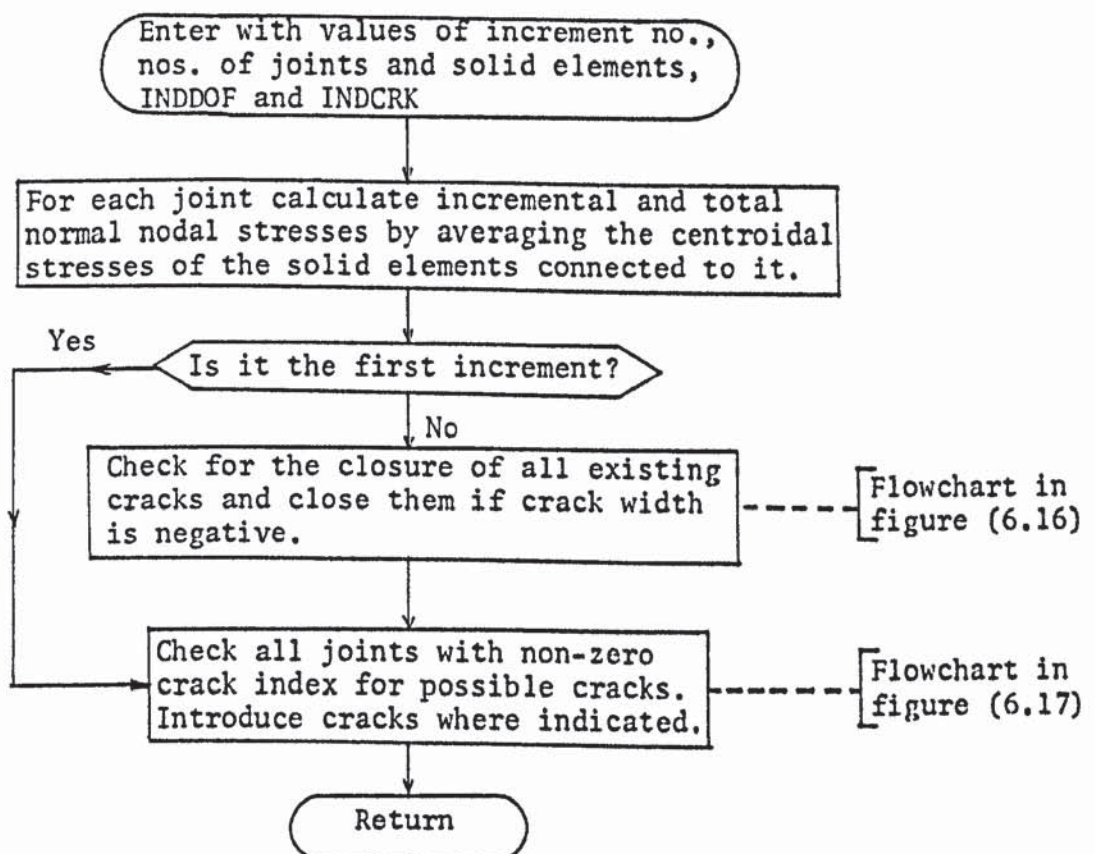 Enter with values of increment no.,
nos. of joints and solid elements,
INDDOF and INDCRK
For each joint calculate incremental and total
normal nodal stresses by averaging the centroidal
stresses of the solid elements connected to it.
Yes
Is it the first increment?
No
Check for the closure of all existing
cracks and close them if crack width
is negative.
Flowchart in
figure (6.16)
Check all joints with non-zero
crack index for possible cracks.
Introduce cracks where indicated.
Flowchart in
figure (6.17)
Return